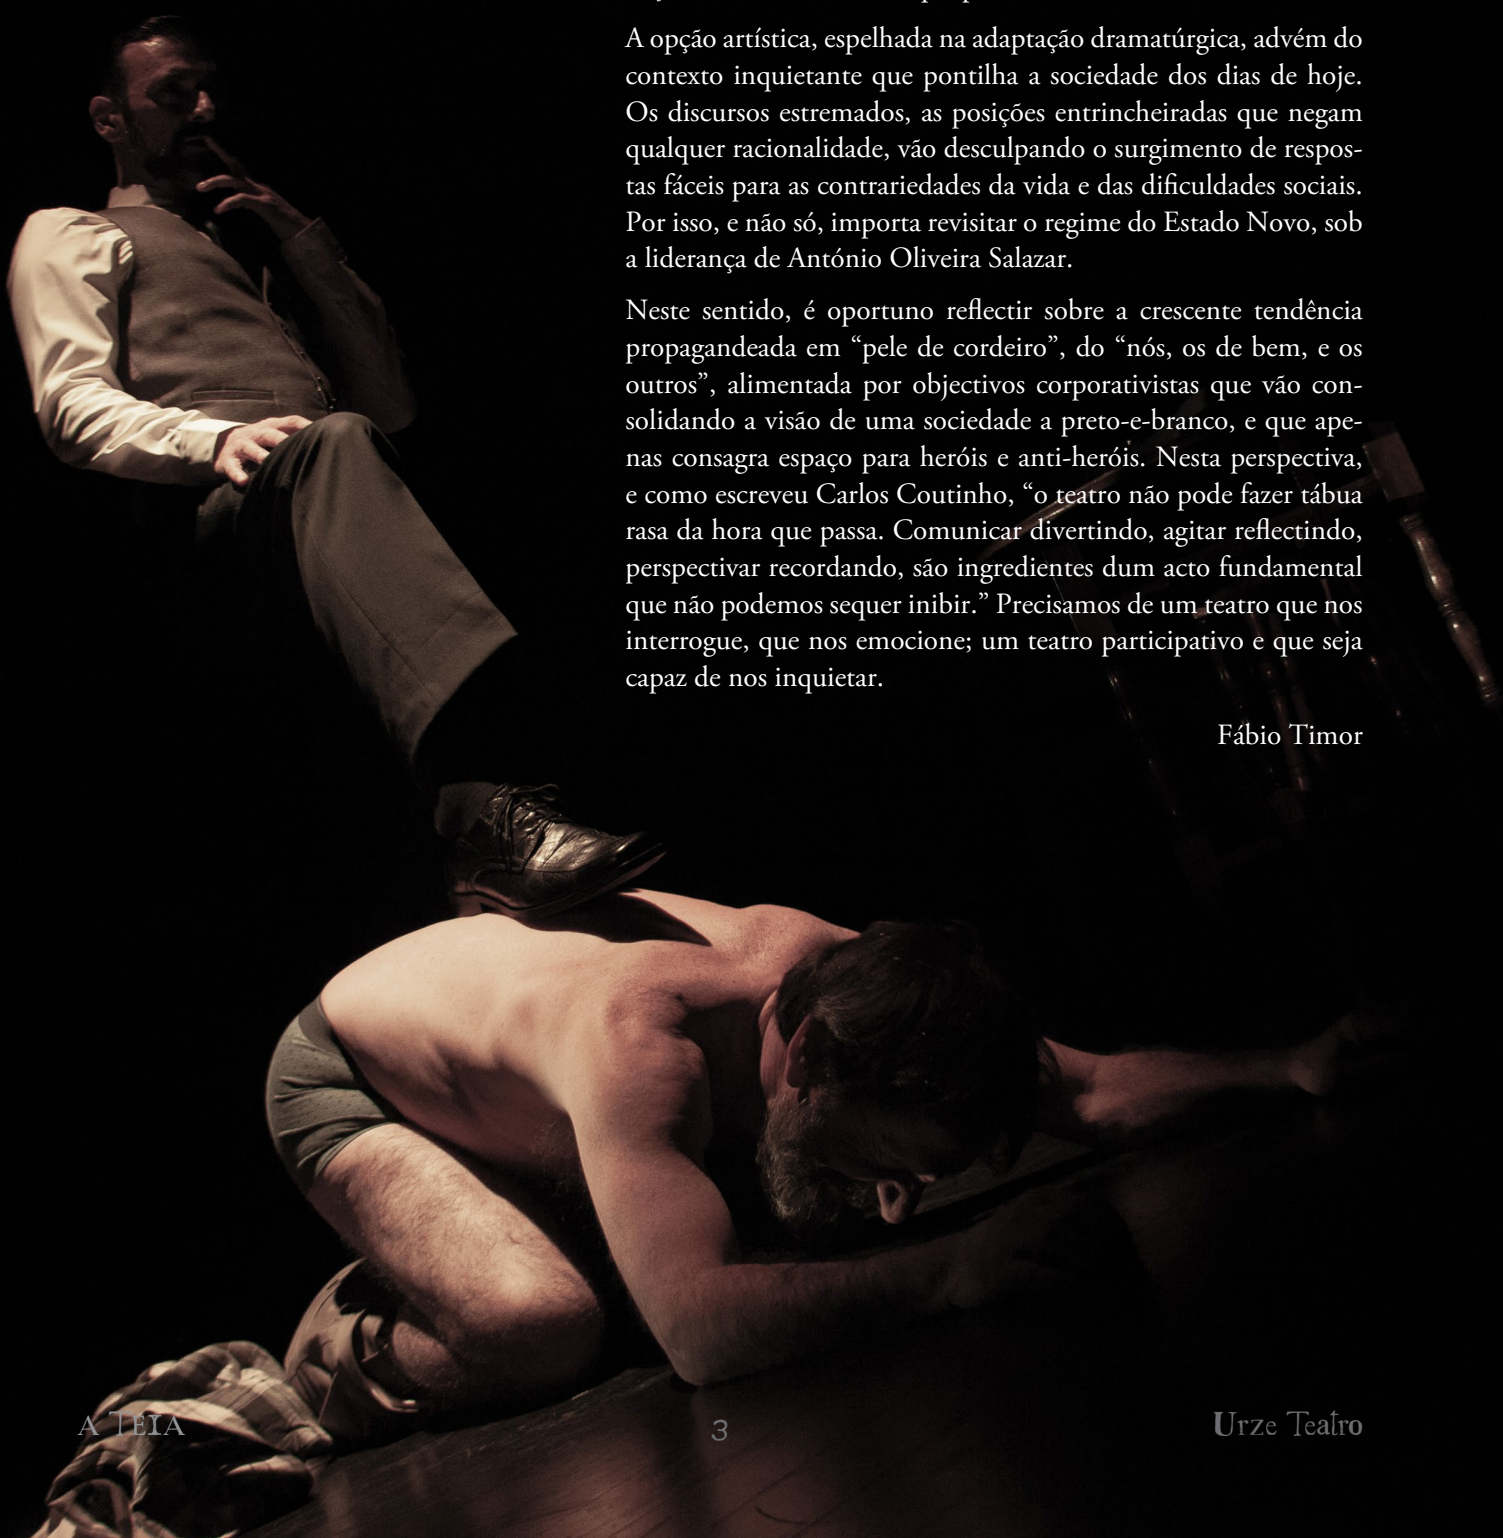 A opção artística, espelhada na adaptação dramatúrgica, advém do
contexto inquietante que pontilha a sociedade dos dias de hoje.
Os discursos estremados, as posições entrincheiradas que negam
qualquer racionalidade, vão desculpando o surgimento de respos-
tas fáceis para as contrariedades da vida e das dificuldades sociais.
Por isso, e não só, importa revisitar o regime do Estado Novo, sob
a liderança de António Oliveira Salazar.
Neste sentido, é oportuno reflectir sobre a crescente tendência
propagandeada em “pele de cordeiro”, do “nós, os de bem, e os
outros”, alimentada por objectivos corporativistas que vão con-
solidando a visão de uma sociedade a preto-e-branco, e que ape-
nas consagra espaço para heróis e anti-heróis. Nesta perspectiva,
e como escreveu Carlos Coutinho, “o teatro não pode fazer tábua
rasa da hora que passa. Comunicar divertindo, agitar reflectindo,
perspectivar recordando, são ingredientes dum acto fundamental
que não podemos sequer inibir.” Precisamos de um teatro que nos
interrogue, que nos emocione; um teatro participativo e que seja
capaz de nos inquietar.
Fábio Timor
A TEIA
3
Urze Teatro